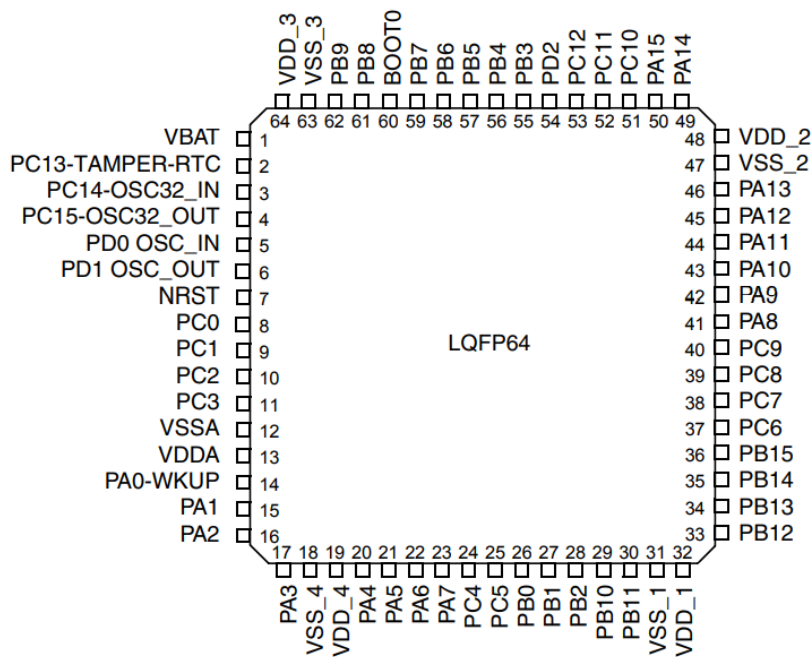 VDD_3
VSS_3
PB9
PB8
BOOT0
PB7
PB6
PB5
PB4
PB3
PD2
PC12
PC11
PC10
PA15
PA14
64 63 62 61 60 59 58 57 56 55 54 53 52 51 50 49
VBAT 1
PC13-TAMPER-RTC 2
PC14-OSC32_IN 3
PC15-OSC32_OUT 4
PD0 OSC_IN 5
PD1 OSC_OUT 6
NRST 7
PC0 8
PC1 9
PC2 10
PC3 11
VSSA 12
VDDA 13
PA0-WKUP 14
PA1 15
PA2 16
LQFP64
48 VDD_2
47 VSS_2
46 PA13
45 PA12
44 PA11
43 PA10
42 PA9
41 PA8
40 PC9
39 PC8
38 PC7
37 PC6
36 PB15
35 PB14
34 PB13
33 PB12
17 18 19 20 21 22 23 24 25 26 27 28 29 30 31 32
PA3
VSS_4
VDD_4
PA4
PA5
PA6
PA7
PC4
PC5
PB0
PB1
PB2
PB10
PB11
VSS_1
VDD_1